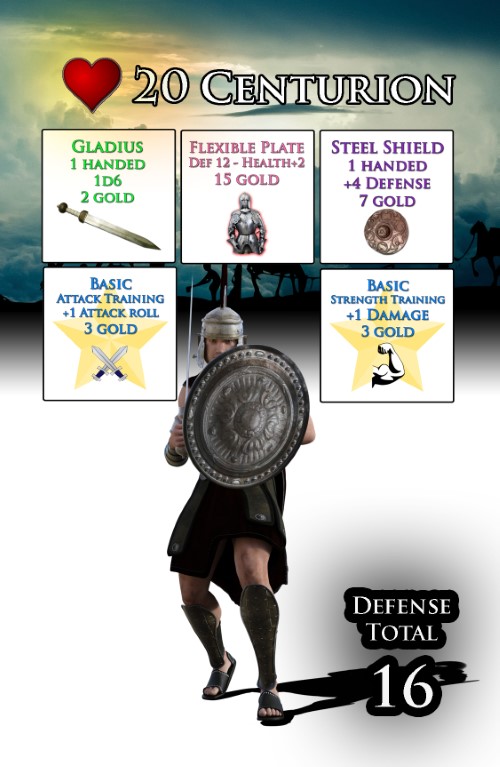 20 Centurion
Gladius
1 handed
1d6
2 gold
Flexible Plate
Def 12 - Health+2
15 gold
Steel Shield
1 handed
+4 Defense
7 gold
Basic
Attack Training
+1 Attack roll
3 gold
Basic
Strength Training
+1 Damage
3 gold
Defense
Total
16